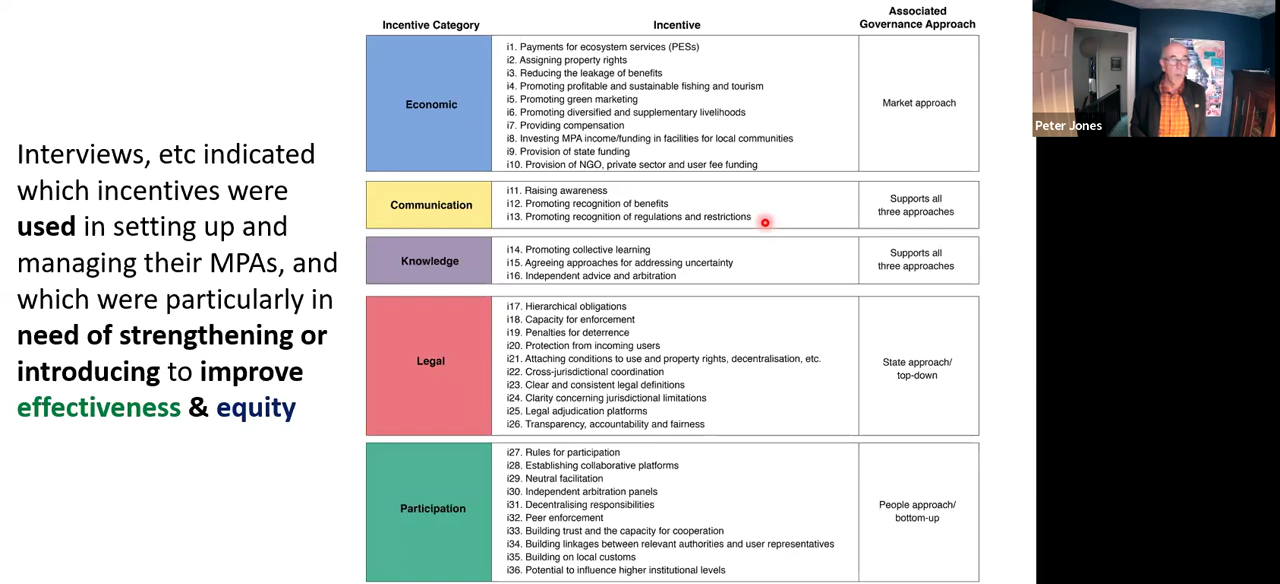 Interviews, etc indicated
which incentives were
used in setting up and
managing their MPAs, and
which were particularly in
need of strengthening or
introducing to improve
effectiveness & equity
Incentive Category
Incentive
Associated
Governance Approach
Economic
i1. Payments for ecosystem services (PESs)
i2. Assigning property rights
i3. Reducing the leakage of benefits
i4. Promoting profitable and sustainable fishing and tourism
i5. Promoting green marketing
i6. Promoting diversified and supplementary livelihoods
i7. Providing compensation
i8. Investing MPA income/funding in facilities for local communities
i9. Provision of state funding
i10. Provision of NGO, private sector and user fee funding
Market approach
Communication
i11. Raising awareness
i12. Promoting recognition of benefits
i13. Promoting recognition of regulations and restrictions
Supports all
three approaches
Knowledge
i14. Promoting collective learning
i15. Agreeing approaches for addressing uncertainty
i16. Independent advice and arbitration
Supports all
three approaches
Legal
i17. Hierarchical obligations
i18. Capacity for enforcement
i19. Penalties for deterrence
i20. Protection from incoming users
i21. Attaching conditions to use and property rights, decentralisation, etc.
i22. Cross-jurisdictional coordination
i23. Clear and consistent legal definitions
i24. Clarity concerning jurisdictional limitations
i25. Legal adjudication platforms
i26. Transparency, accountability and fairness
State approach/
top-down
Participation
i27. Rules for participation
i28. Establishing collaborative platforms
i29. Neutral facilitation
i30. Independent arbitration panels
i31. Decentralising responsibilities
i32. Peer enforcement
i33. Building trust and the capacity for cooperation
i34. Building linkages between relevant authorities and user representatives
i35. Building on local customs
i36. Potential to influence higher institutional levels
People approach/
bottom-up
Peter Jones